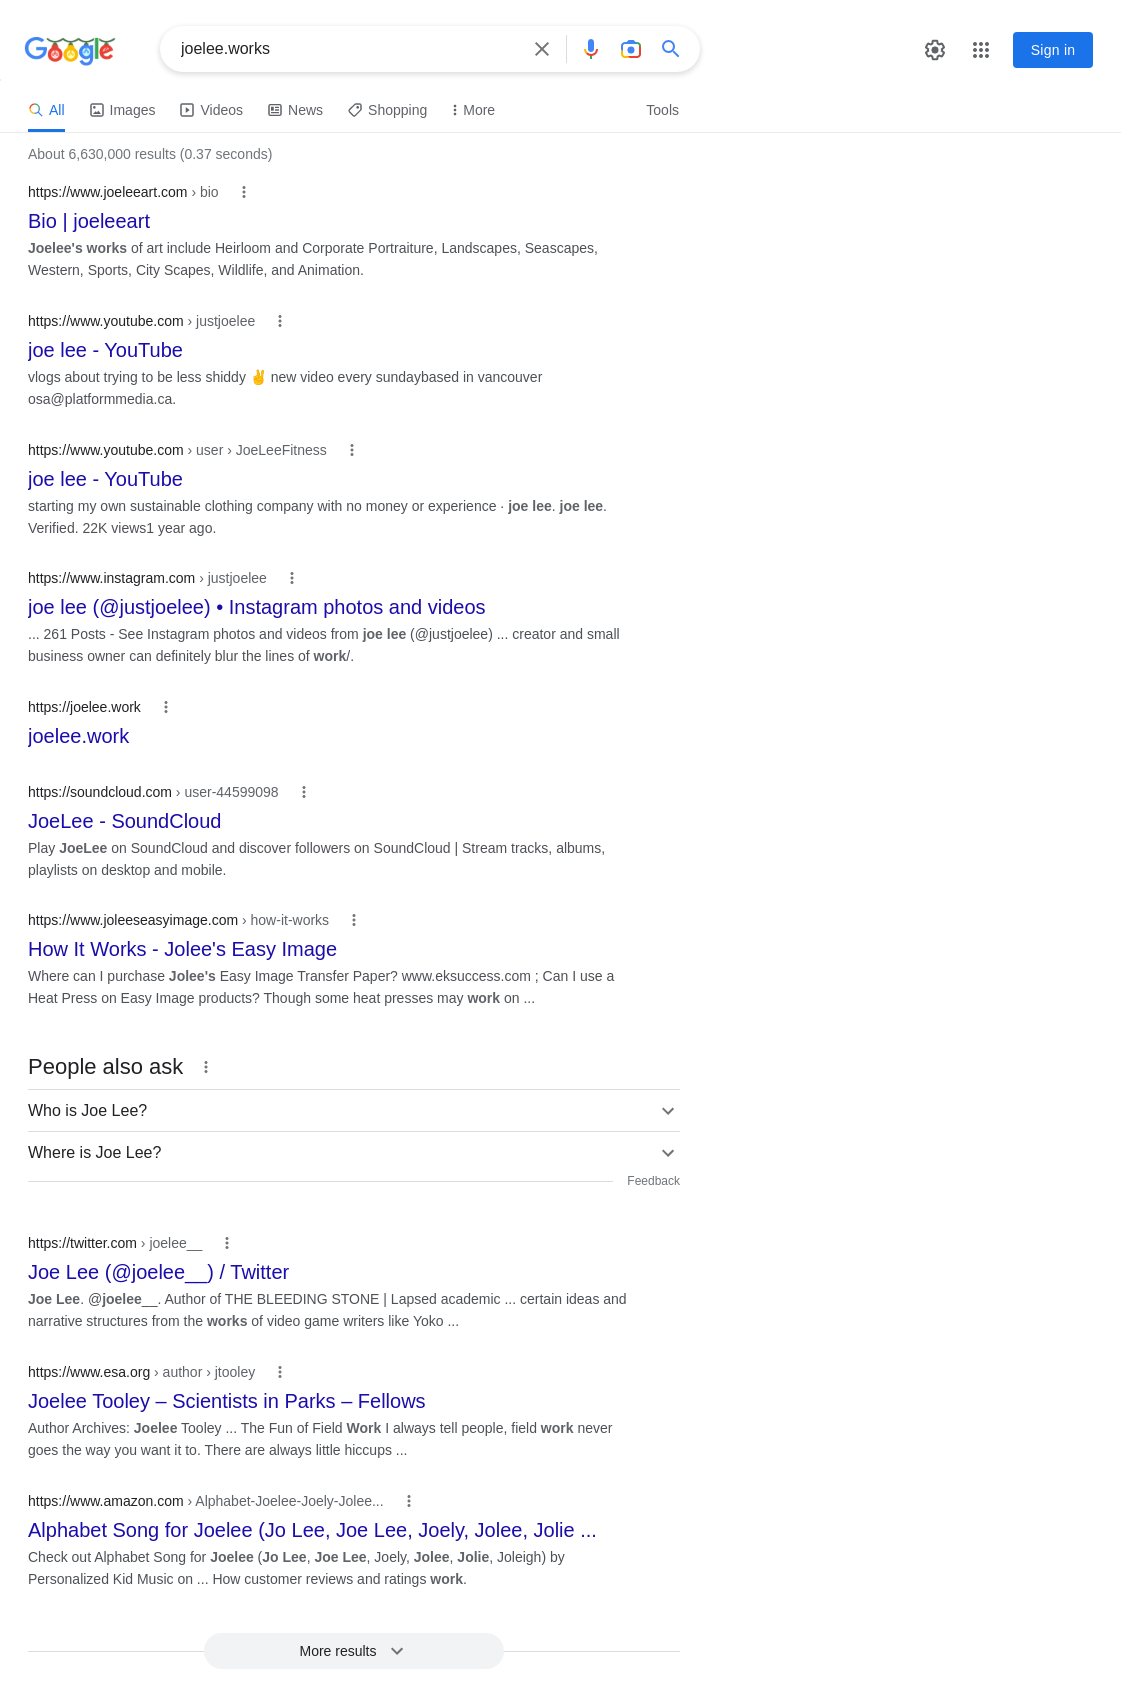 Google
joelee.works
Sign in
All Images Videos News Shopping More Tools
About 6,630,000 results (0.37 seconds)
https://www.joeleeart.com › bio
Bio | joeleeart
Joelee's works of art include Heirloom and Corporate Portraiture, Landscapes, Seascapes,
Western, Sports, City Scapes, Wildlife, and Animation.
https://www.youtube.com › justjoelee
joe lee - YouTube
vlogs about trying to be less shiddy ✌️ new video every sundaybased in vancouver
osa@platformmedia.ca.
https://www.youtube.com › user › JoeLeeFitness
joe lee - YouTube
starting my own sustainable clothing company with no money or experience · joe lee. joe lee.
Verified. 22K views1 year ago.
https://www.instagram.com › justjoelee
joe lee (@justjoelee) • Instagram photos and videos
... 261 Posts - See Instagram photos and videos from joe lee (@justjoelee) ... creator and small
business owner can definitely blur the lines of work/.
https://joelee.work
joelee.work
https://soundcloud.com › user-44599098
JoeLee - SoundCloud
Play JoeLee on SoundCloud and discover followers on SoundCloud | Stream tracks, albums,
playlists on desktop and mobile.
https://www.joleeseasyimage.com › how-it-works
How It Works - Jolee's Easy Image
Where can I purchase Jolee's Easy Image Transfer Paper? www.eksuccess.com ; Can I use a
Heat Press on Easy Image products? Though some heat presses may work on ...
People also ask
Who is Joe Lee?
Where is Joe Lee?
Feedback
https://twitter.com › joelee__
Joe Lee (@joelee__) / Twitter
Joe Lee. @joelee__. Author of THE BLEEDING STONE | Lapsed academic ... certain ideas and
narrative structures from the works of video game writers like Yoko ...
https://www.esa.org › author › jtooley
Joelee Tooley – Scientists in Parks – Fellows
Author Archives: Joelee Tooley ... The Fun of Field Work I always tell people, field work never
goes the way you want it to. There are always little hiccups ...
https://www.amazon.com › Alphabet-Joelee-Joely-Jolee...
Alphabet Song for Joelee (Jo Lee, Joe Lee, Joely, Jolee, Jolie ...
Check out Alphabet Song for Joelee (Jo Lee, Joe Lee, Joely, Jolee, Jolie, Joleigh) by
Personalized Kid Music on ... How customer reviews and ratings work.
More results